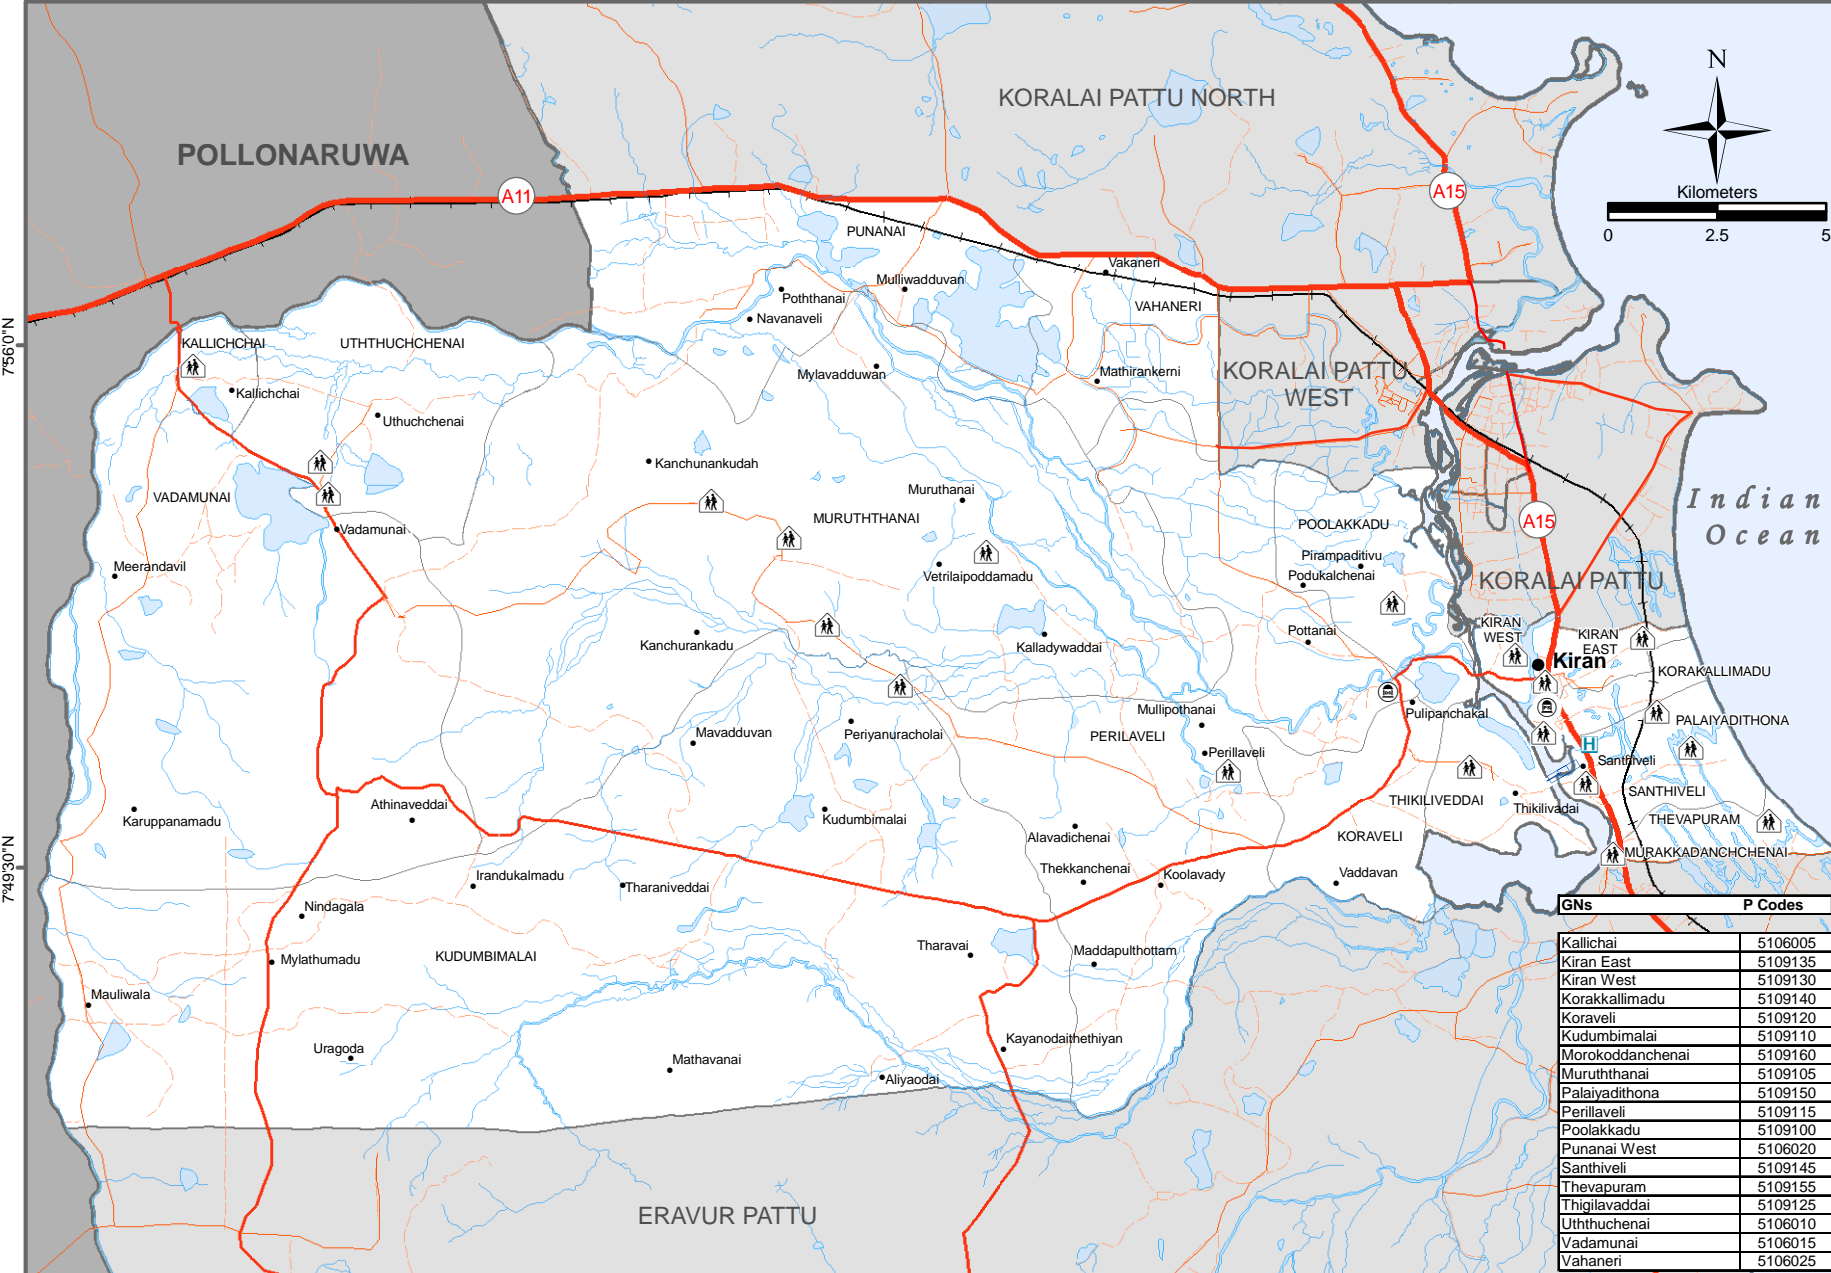 KORALAI PATTU NORTH
N
POLLONARUWA
A11
A15
Kilometers
0 2.5 5
PUNANAI
Vakaneri
Mulliwadduvan
Poththanai
VAHANERI
Navanaveli
7°56'0"N
KALLICHCHAI
UTHTHUCHCHENAI
Mylavadduwan
Mathirankerni
KORALAI PATTU
WEST
Kallichchai
Uthuchchenai
Kanchunankudah
VADAMUNAI
Muruthanai
MURUTHTHANAI
Indian
Ocean
A15
POOLAKKADU
Vadamunai
Pirampaditivu
Meerandavil
Vetrilaipoddamadu
Podukalchenai
KORALAI PATTU
Kanchurankadu
Kalladywaddai
Pottanai
KIRAN
WEST
KIRAN
EAST
Kiran
KORAKALLIMADU
Mullipothanai
Pulipanchakal
PALAIYADITHONA
Mavadduvan
Periyanuracholai
PERILAVELI
Perillaveli
H
Santhiveli
SANTHIVELI
Athinaveddai
THIKILIVEDDAI
Thikilivadai
Karuppanamadu
Kudumbimalai
THEVAPURAM
Alavadichenai
KORAVELI
MURAKKADANCHCHENAI
7°49'30"N
Irandukalmadu
Tharaniveddai
Thekkanchenai
Koolavady
Vaddavan
Nindagala
Tharavai
Maddapulthottam
Mylathumadu
KUDUMBIMALAI
Mauliwala
Uragoda
Kayanodaithethiyan
Mathavanai
Aliyaodai
ERAVUR PATTU
GNs P Codes
Kallichai 5106005
Kiran East 5109135
Kiran West 5109130
Korakkallimadu 5109140
Koraveli 5109120
Kudumbimalai 5109110
Morokoddanchenai 5109160
Muruththanai 5109105
Palaiyadithona 5109150
Perillaveli 5109115
Poolakkadu 5109100
Punanai West 5106020
Santhiveli 5109145
Thevapuram 5109155
Thigilavaddai 5109125
Uththuchenai 5106010
Vadamunai 5106015
Vahaneri 5106025